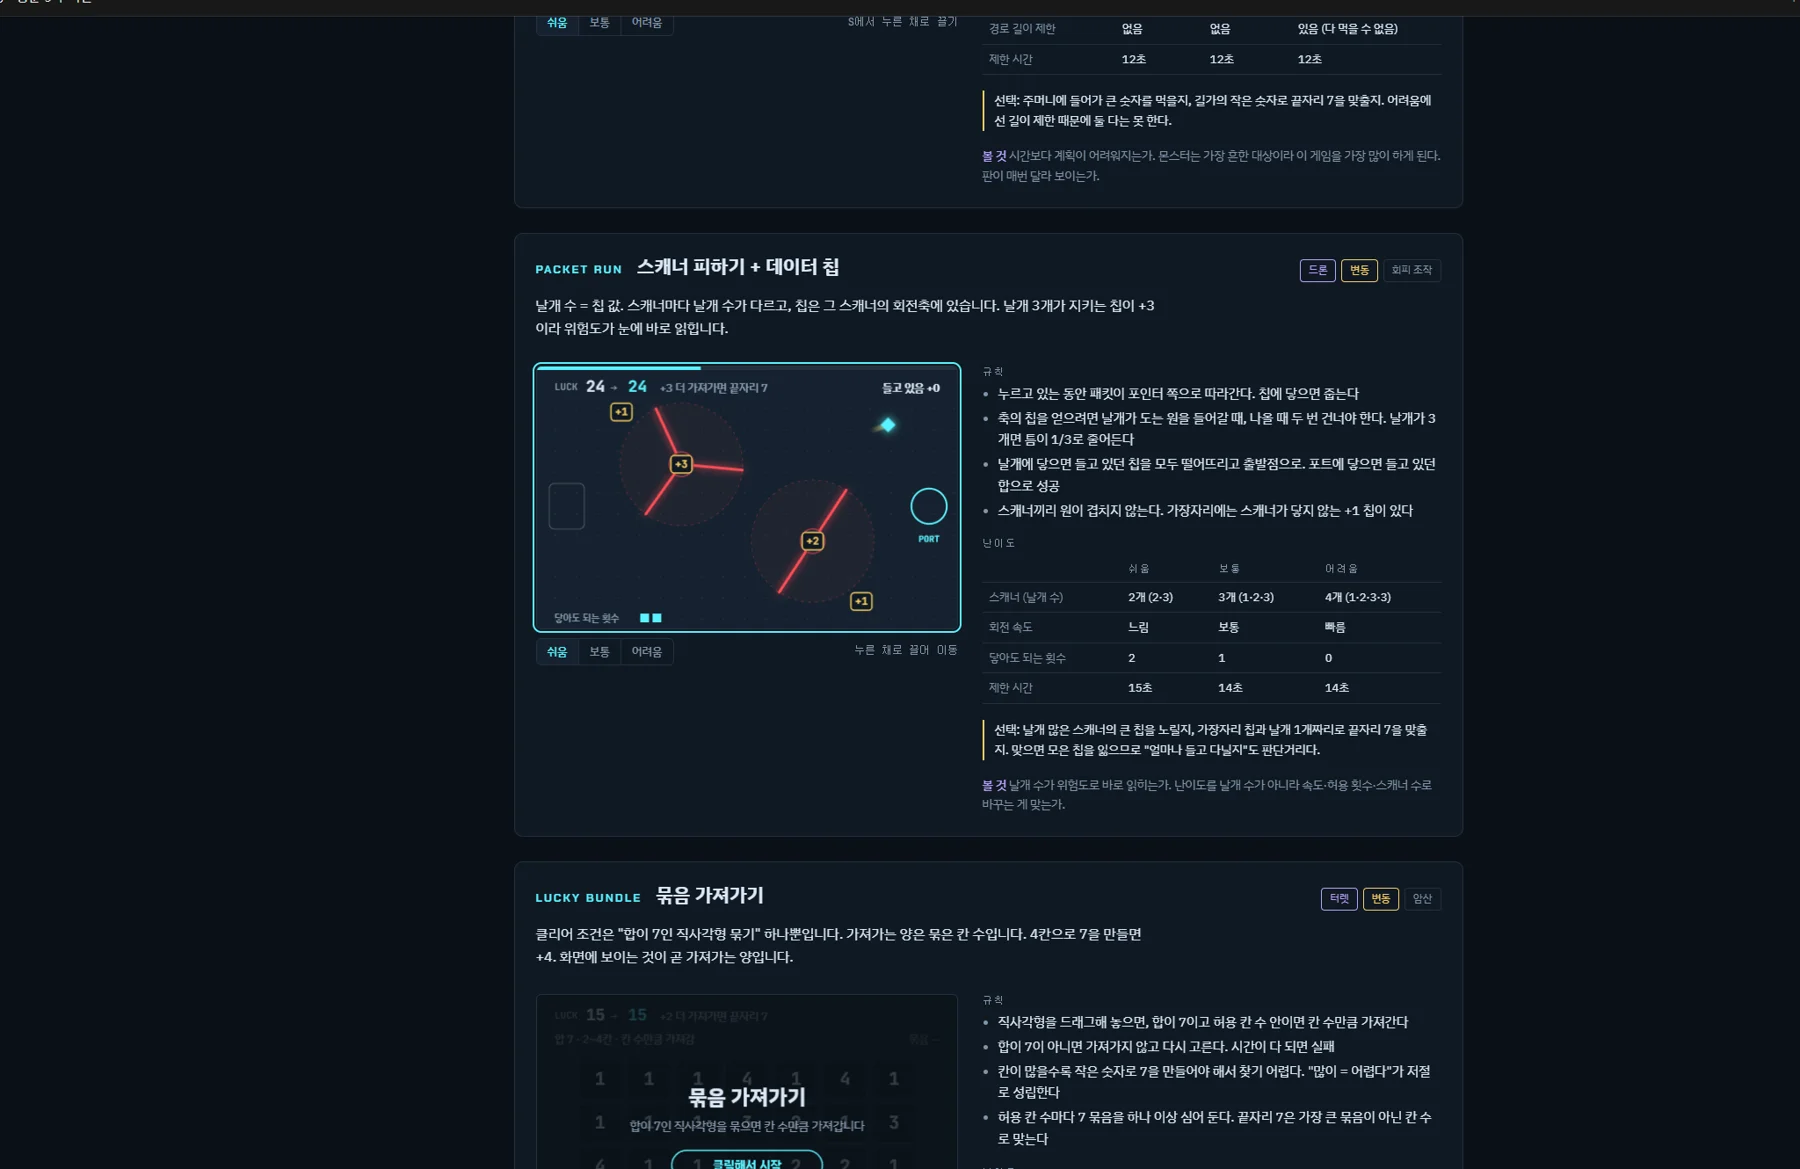 쉬움 보통 어려움
S에서 누른 채로 끌기
경로 길이 제한 없음 없음 있음 (다 먹을 수 없음)
제한 시간 12초 12초 12초
선택: 주머니에 들어가 큰 숫자를 먹을지, 길가의 작은 숫자로 끝자리 7을 맞출지. 어려움에
선 길이 제한 때문에 둘 다는 못 한다.
볼 것 시간보다 계획이 어려워지는가. 몬스터는 가장 흔한 대상이라 이 게임을 가장 많이 하게 된다.
판이 매번 달라 보이는가.
PACKET RUN 스캐너 피하기 + 데이터 칩
드론 변동 회피 조작
날개 수 = 칩 값. 스캐너마다 날개 수가 다르고, 칩은 그 스캐너의 회전축에 있습니다. 날개 3개가 지키는 칩이 +3
이라 위험도가 눈에 바로 읽힙니다.
LUCK 24 → 24 +3 더 가져가면 끝자리 7
들고 있음 +0
+1
+3
+2
PORT
+1
닿아도 되는 횟수
쉬움 보통 어려움
누른 채로 끌어 이동
규칙
누르고 있는 동안 패킷이 포인터 쪽으로 따라간다. 칩에 닿으면 줍는다
축의 칩을 얻으려면 날개가 도는 원을 들어갈 때, 나올 때 두 번 건너야 한다. 날개가 3
개면 틈이 1/3로 줄어든다
날개에 닿으면 들고 있던 칩을 모두 떨어뜨리고 출발점으로. 포트에 닿으면 들고 있던
합으로 성공
스캐너끼리 원이 겹치지 않는다. 가장자리에는 스캐너가 닿지 않는 +1 칩이 있다
난이도
쉬움 보통 어려움
스캐너 (날개 수) 2개 (2·3) 3개 (1·2·3) 4개 (1·2·3·3)
회전 속도 느림 보통 빠름
닿아도 되는 횟수 2 1 0
제한 시간 15초 14초 14초
선택: 날개 많은 스캐너의 큰 칩을 노릴지, 가장자리 칩과 날개 1개짜리로 끝자리 7을 맞출
지. 맞으면 모은 칩을 잃으므로 "얼마나 들고 다닐지"도 판단거리다.
볼 것 날개 수가 위험도로 바로 읽히는가. 난이도를 날개 수가 아니라 속도·허용 횟수·스캐너 수로
바꾸는 게 맞는가.
LUCKY BUNDLE 묶음 가져가기
터렛 변동 암산
클리어 조건은 "합이 7인 직사각형 묶기" 하나뿐입니다. 가져가는 양은 묶은 칸 수입니다. 4칸으로 7을 만들면
+4. 화면에 보이는 것이 곧 가져가는 양입니다.
LUCK 15 → 15 +2 더 가져가면 끝자리 7
합 7 · 2~4칸 · 칸 수만큼 가져감
묶음 —
1 1 1 4 1 4 1
묶음 가져가기
합이 7인 직사각형을 묶으면 칸 수만큼 가져갑니다
클릭해서 시작
규칙
직사각형을 드래그해 놓으면, 합이 7이고 허용 칸 수 안이면 칸 수만큼 가져간다
합이 7이 아니면 가져가지 않고 다시 고른다. 시간이 다 되면 실패
칸이 많을수록 작은 숫자로 7을 만들어야 해서 찾기 어렵다. "많이 = 어렵다"가 저절
로 성립한다
허용 칸 수마다 7 묶음을 하나 이상 심어 둔다. 끝자리 7은 가장 큰 묶음이 아닌 칸 수
로 맞는다